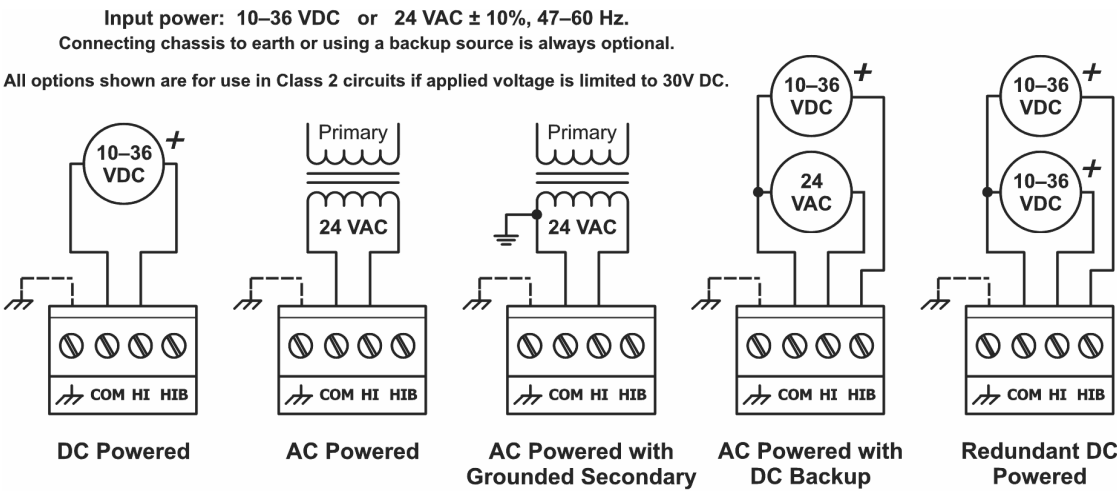 Input power: 10–36 VDC or 24 VAC ± 10%, 47–60 Hz.
Connecting chassis to earth or using a backup source is always optional.
All options shown are for use in Class 2 circuits if applied voltage is limited to 30V DC.
10–36
VDC
+
COM HI HIB
DC Powered
Primary
24 VAC
COM HI HIB
AC Powered
Primary
24 VAC
COM HI HIB
AC Powered with
Grounded Secondary
10–36
VDC
+
24
VAC
COM HI HIB
AC Powered with
DC Backup
10–36
VDC
+
10–36
VDC
+
COM HI HIB
Redundant DC
Powered